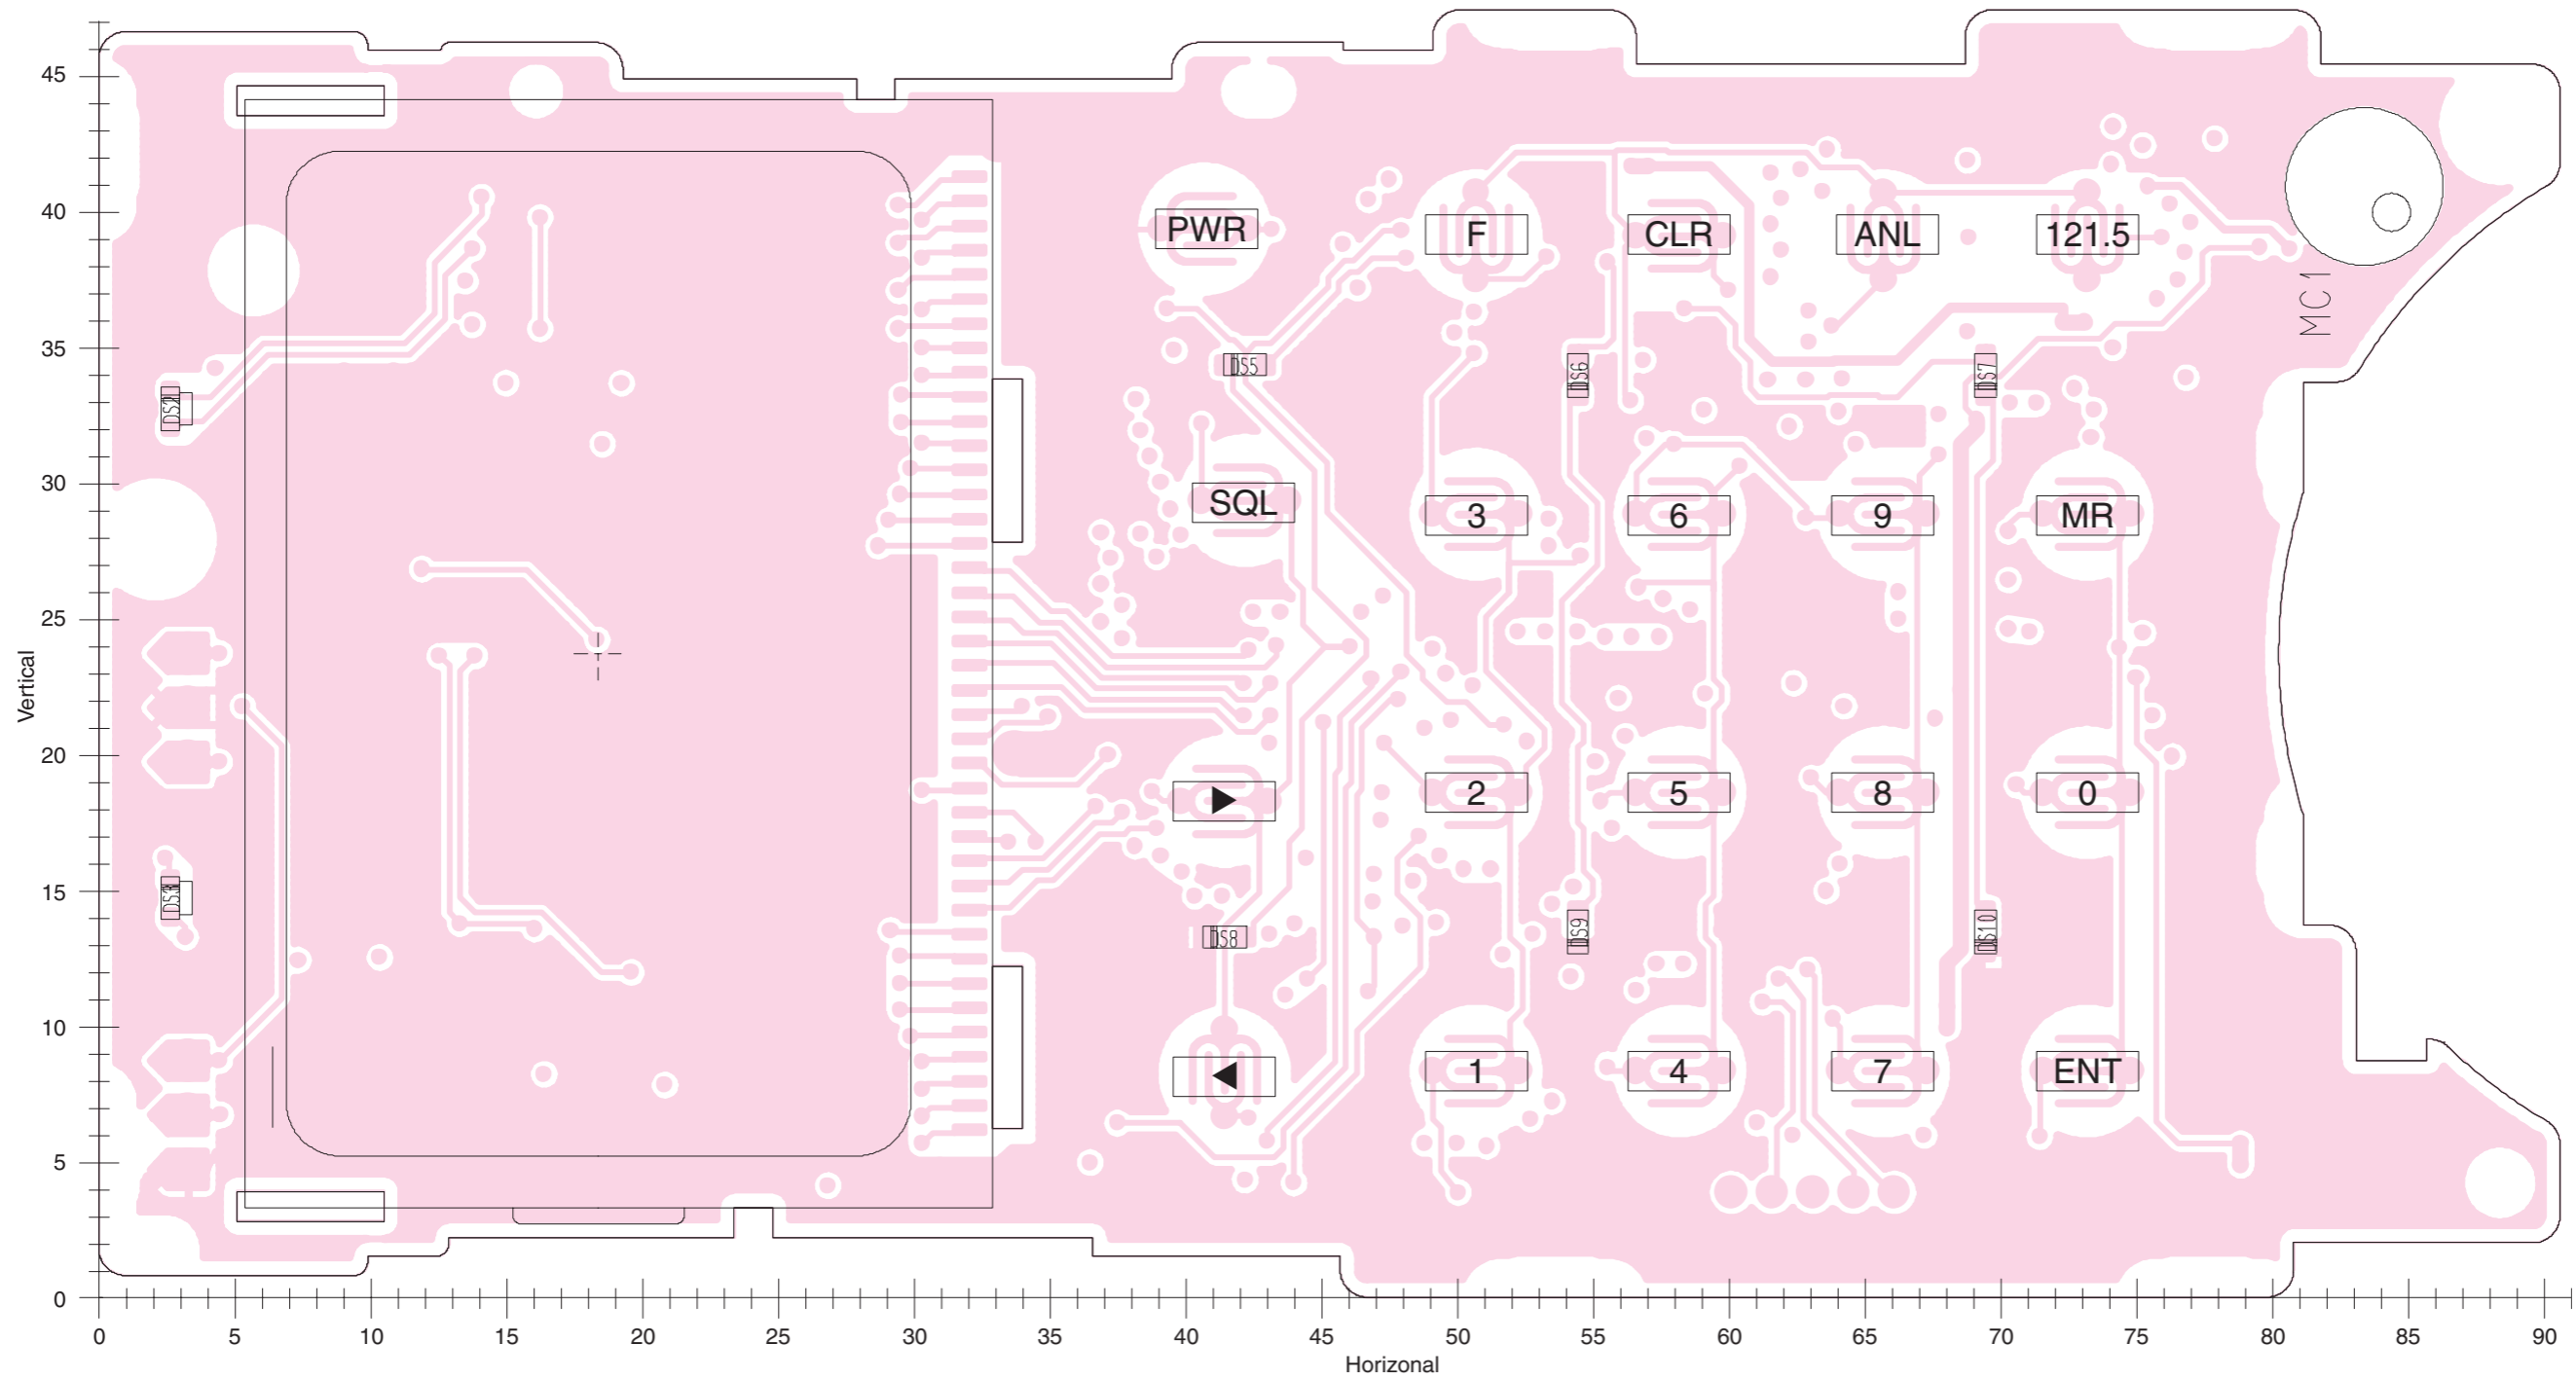 45
40
35
30
25
20
15
10
5
0
Vertical
0 5 10 15 20 25 30 35 40 45 50 55 60 65 70 75 80 85 90
Horizonal
PWR F CLR ANL 121.5
MC1
DS5 DS6 DS7
DS2
SQL 3 6 9 MR
2 5 8 0
DS3
DS8 DS9 DS10
1 4 7 ENT